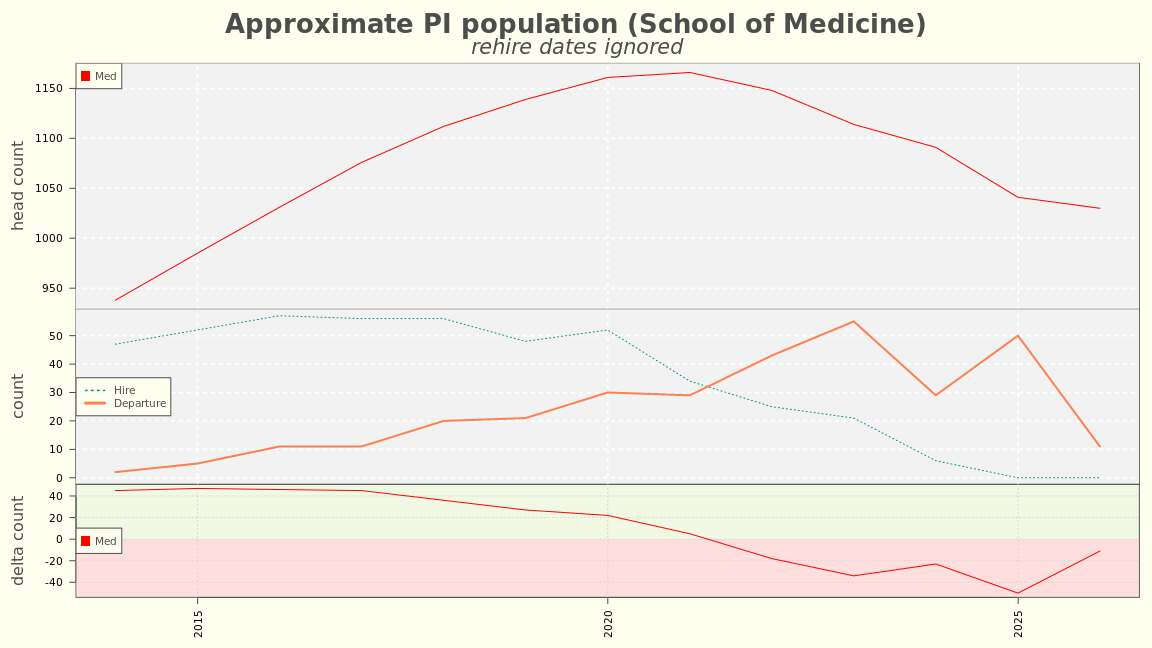 Approximate PI population (School of Medicine)
rehire dates ignored
Med
1150
1100
1050
1000
950
head count
50
40
30
20
10
0
count
Hire
Departure
40
20
0
-20
-40
delta count
Med
2015
2020
2025